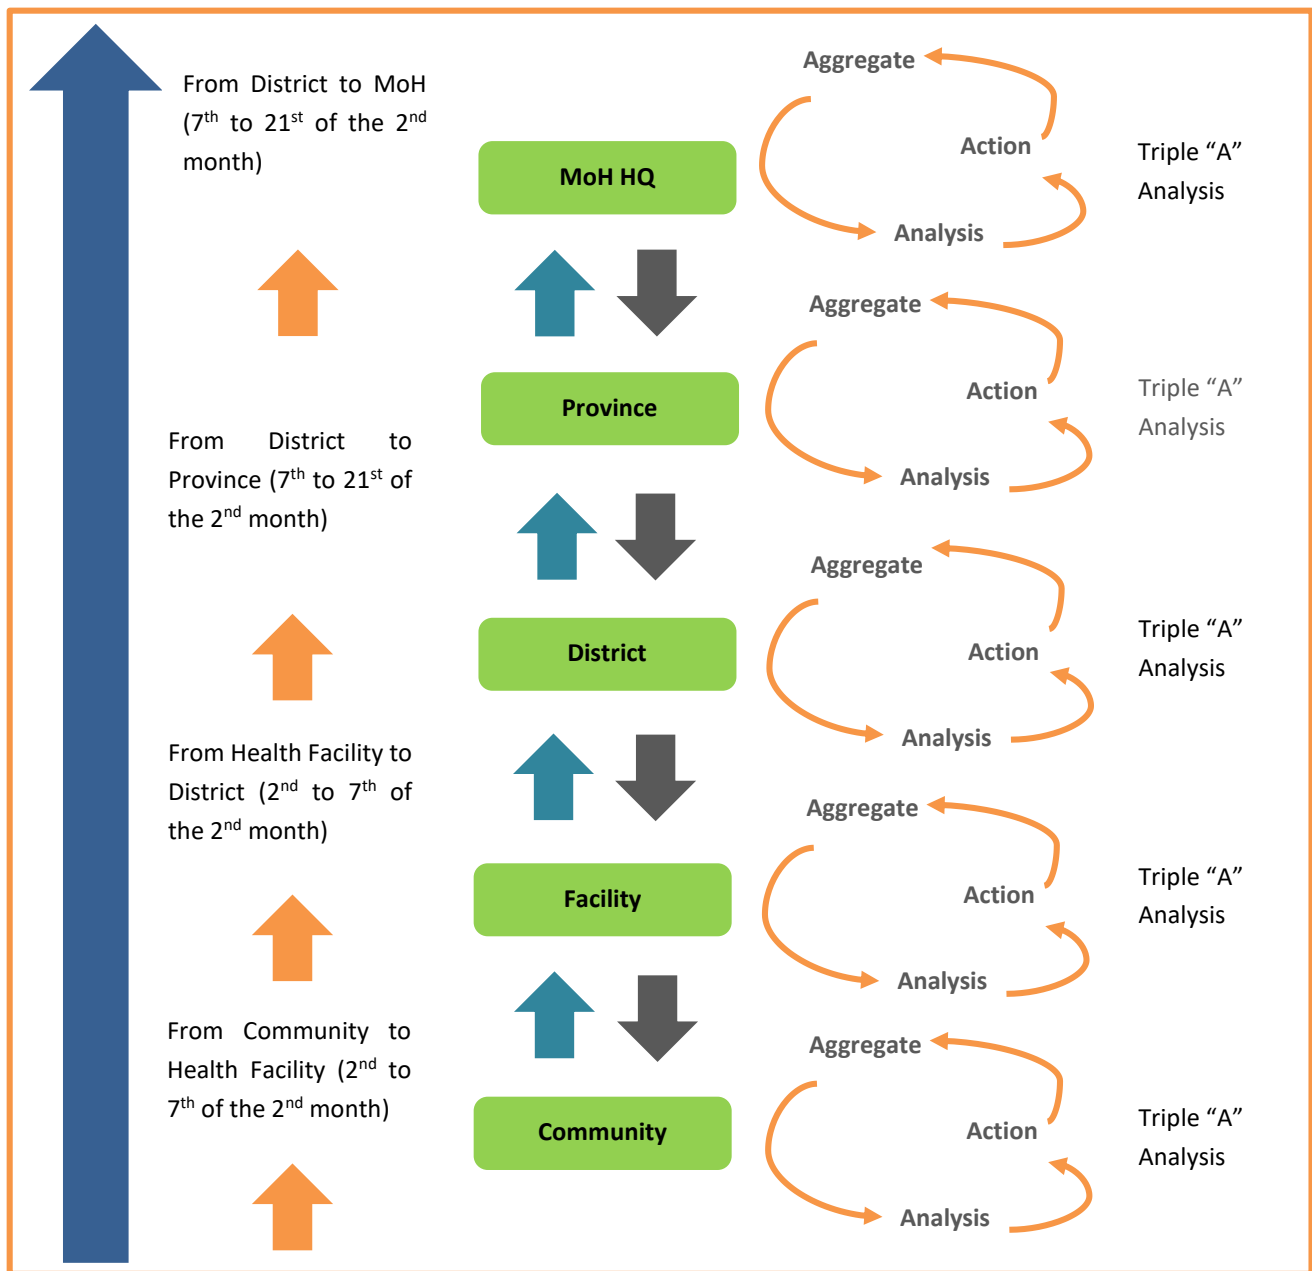 From District to MoH
(7th to 21st of the 2nd
month)
Aggregate
Action
Analysis
Triple “A”
Analysis
MoH HQ
From District to
Province (7th to 21st of
the 2nd month)
Province
Aggregate
Action
Analysis
Triple “A”
Analysis
District
Aggregate
Action
Analysis
Triple “A”
Analysis
From Health Facility to
District (2nd to 7th of
the 2nd month)
Facility
Aggregate
Action
Analysis
Triple “A”
Analysis
From Community to
Health Facility (2nd to
7th of the 2nd month)
Community
Aggregate
Action
Analysis
Triple “A”
Analysis